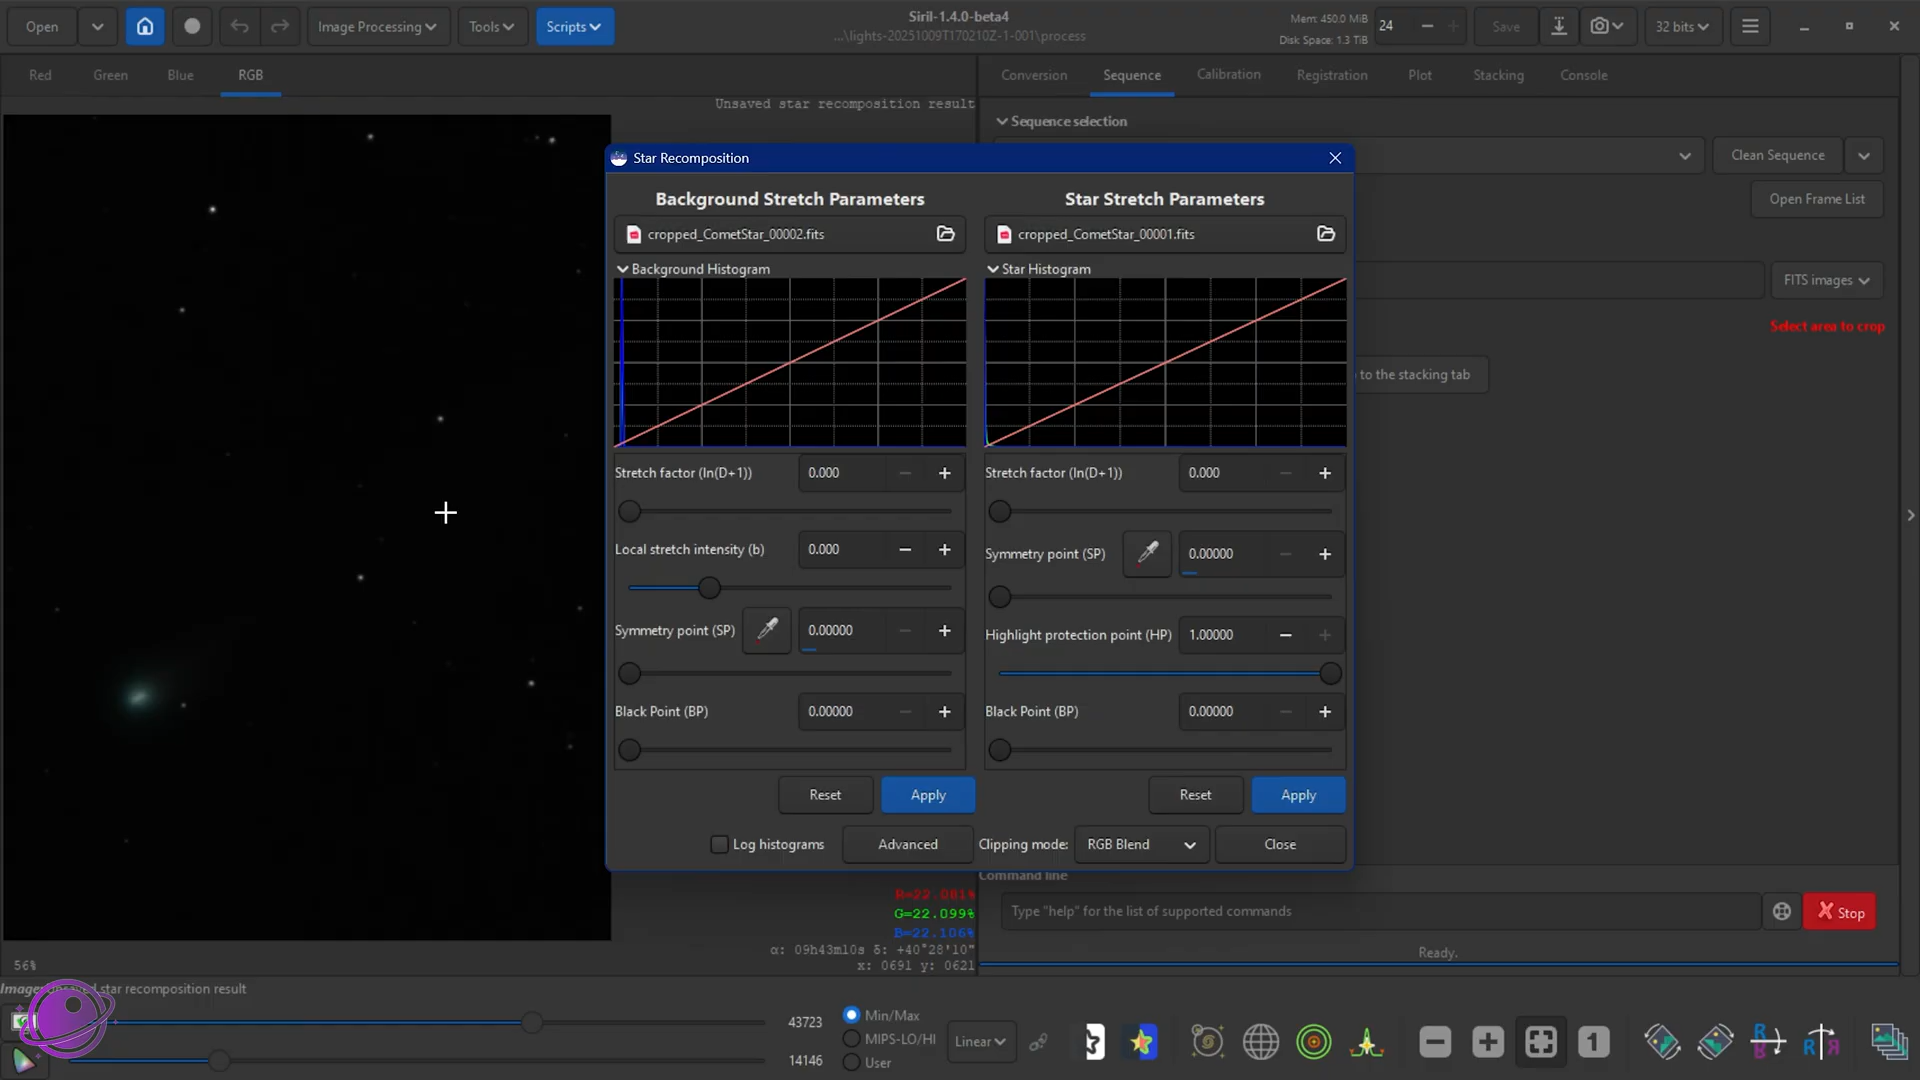 Open
Image Processing
Tools
Scripts
Siril-1.4.0-beta4
...\lights-20251009T170210Z-1-001\process
Mem: 450.0 MiB
Disk Space: 1.3 TiB
24
Save
32 bits
Red
Green
Blue
RGB
Unsaved star recomposition result
Conversion
Sequence
Calibration
Registration
Plot
Stacking
Console
Sequence selection
Clean Sequence
Open Frame List
FITS images
Select area to crop
to the stacking tab
Star Recomposition
Background Stretch Parameters
cropped_CometStar_00002.fits
Background Histogram
Stretch factor (ln(D+1))
0.000
Local stretch intensity (b)
0.000
Symmetry point (SP)
0.00000
Black Point (BP)
0.00000
Reset
Apply
Star Stretch Parameters
cropped_CometStar_00001.fits
Star Histogram
Stretch factor (ln(D+1))
0.000
Symmetry point (SP)
0.00000
Highlight protection point (HP)
1.00000
Black Point (BP)
0.00000
Reset
Apply
Log histograms
Advanced
Clipping mode:
RGB Blend
Close
Command line
Type "help" for the list of supported commands
Stop
Ready.
R=22.081%
G=22.099%
B=22.106%
α: 09h43m10s δ: +40°28'10"
x: 0691 y: 0621
56%
star recomposition result
43723
14146
Min/Max
MIPS-LO/HI
User
Linear
1
R
B
R R